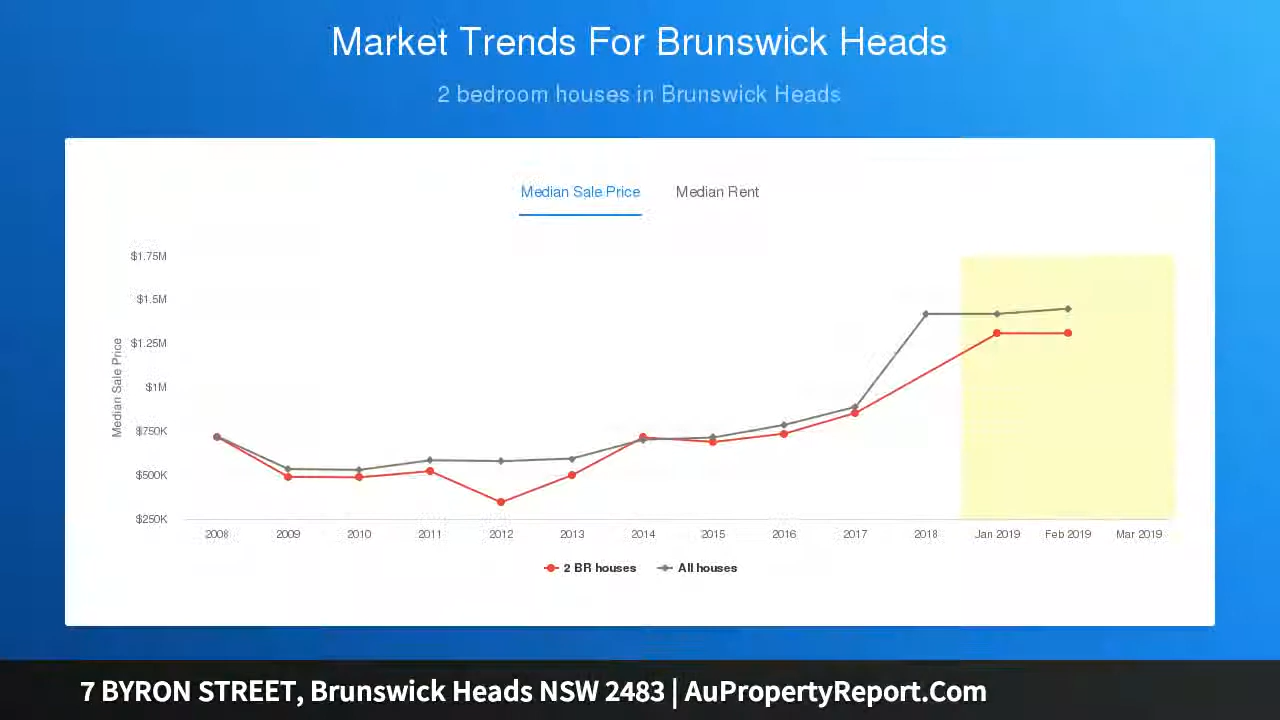 Market Trends For Brunswick Heads
2 bedroom houses in Brunswick Heads
Median Sale Price Median Rent
$1.75M
$1.5M
$1.25M
$1M
$750K
$500K
$250K
Median Sale Price
2008 2009 2010 2011 2012 2013 2014 2015 2016 2017 2018 Jan 2019 Feb 2019 Mar 2019
2 BR houses All houses
7 BYRON STREET, Brunswick Heads NSW 2483 | AuPropertyReport.Com